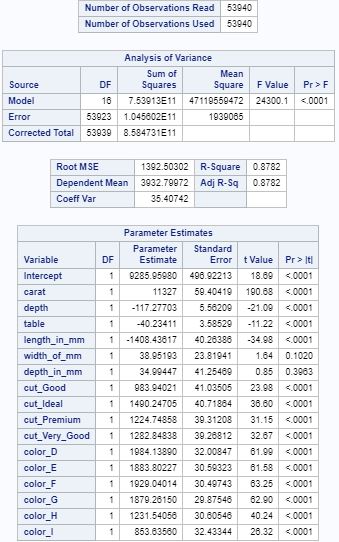 Number of Observations Read 53940
Number of Observations Used 53940
Analysis of Variance
Source DF Sum of Squares Mean Square F Value Pr > F
Model 16 7.53913E11 47119559472 24300.1 <.0001
Error 53923 1.045602E11 1939065
Corrected Total 53939 8.584731E11
Root MSE 1392.50302 R-Square 0.8782
Dependent Mean 3932.79972 Adj R-Sq 0.8782
Coeff Var 35.40742
Parameter Estimates
Variable DF Parameter Estimate Standard Error t Value Pr > |t|
Intercept 1 9285.95980 496.92213 18.69 <.0001
carat 1 11327 59.40419 190.68 <.0001
depth 1 -117.27703 5.56209 -21.09 <.0001
table 1 -40.23411 3.58529 -11.22 <.0001
length_in_mm 1 -1408.43617 40.26386 -34.98 <.0001
width_of_mm 1 38.95193 23.81941 1.64 0.1020
depth_in_mm 1 34.99447 41.25469 0.85 0.3963
cut_Good 1 983.94021 41.03505 23.98 <.0001
cut_Ideal 1 1490.24705 40.71864 36.60 <.0001
cut_Premium 1 1224.74858 39.31208 31.15 <.0001
cut_Very_Good 1 1282.84838 39.26812 32.67 <.0001
color_D 1 1984.13890 32.00847 61.99 <.0001
color_E 1 1883.80227 30.59323 61.58 <.0001
color_F 1 1929.04014 30.49743 63.25 <.0001
color_G 1 1879.26150 29.87546 62.90 <.0001
color_H 1 1231.54056 30.60546 40.24 <.0001
color_I 1 853.63560 32.43344 26.32 <.0001